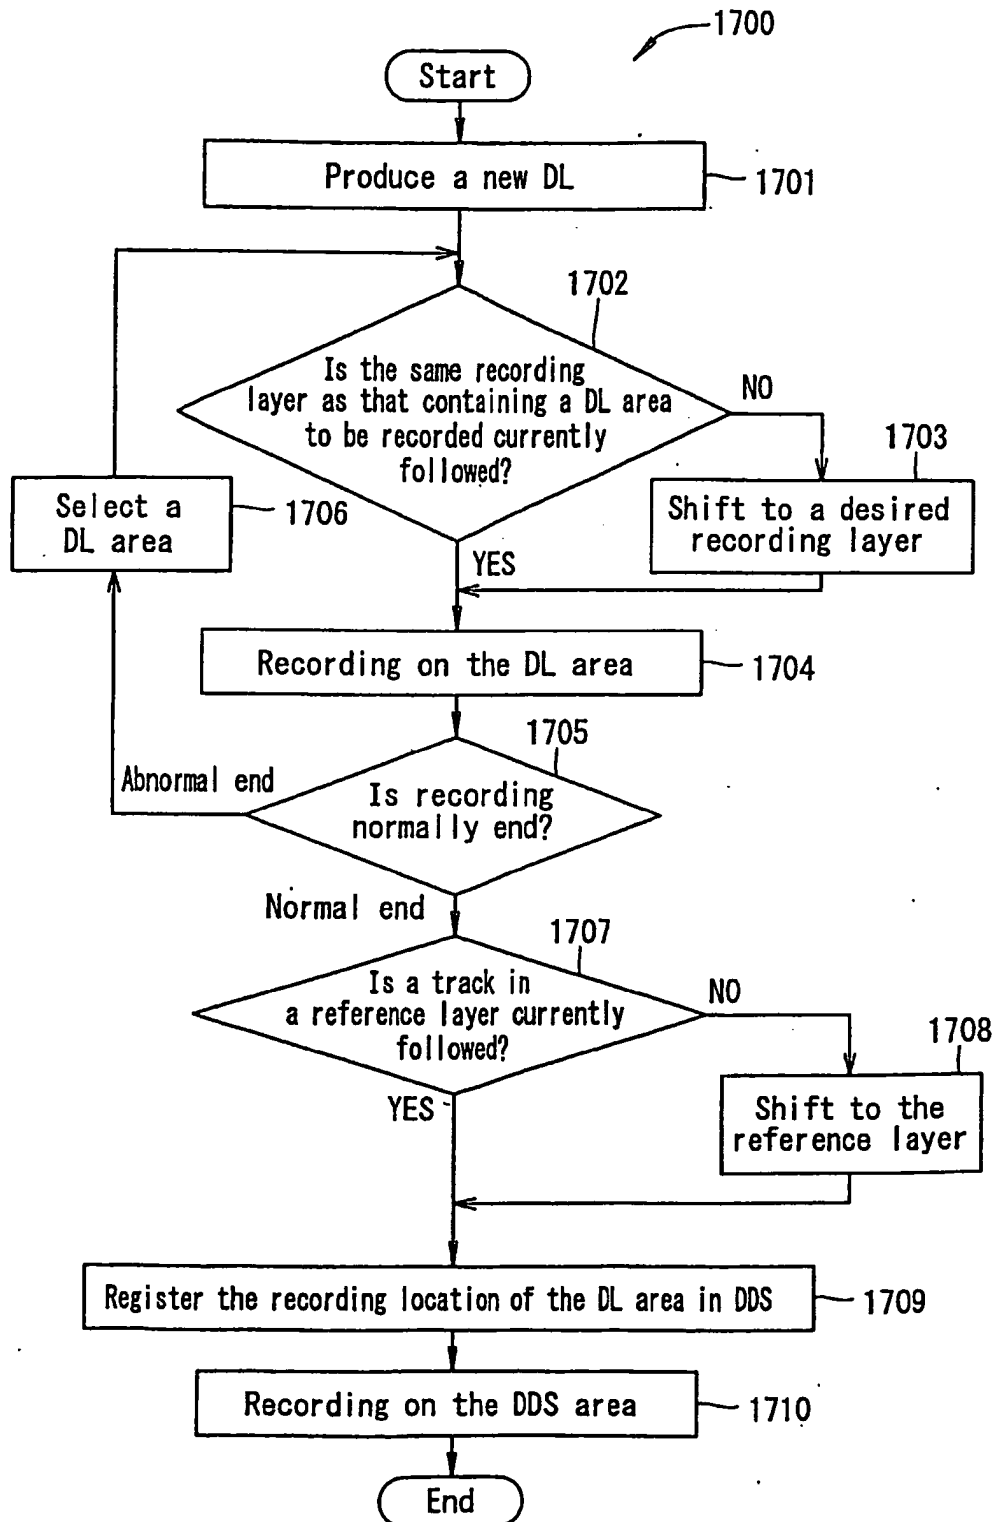 1700
Start
Produce a new DL
1701
1702
Is the same recording
layer as that containing a DL area
to be recorded currently
followed?
NO
1703
Shift to a desired
recording layer
Select a
DL area
1706
YES
Recording on the DL area
1704
1705
Is recording
normally end?
Abnormal end
Normal end
1707
Is a track in
a reference layer currently
followed?
NO
1708
Shift to the
reference layer
YES
Register the recording location of the DL area in DDS
1709
Recording on the DDS area
1710
End